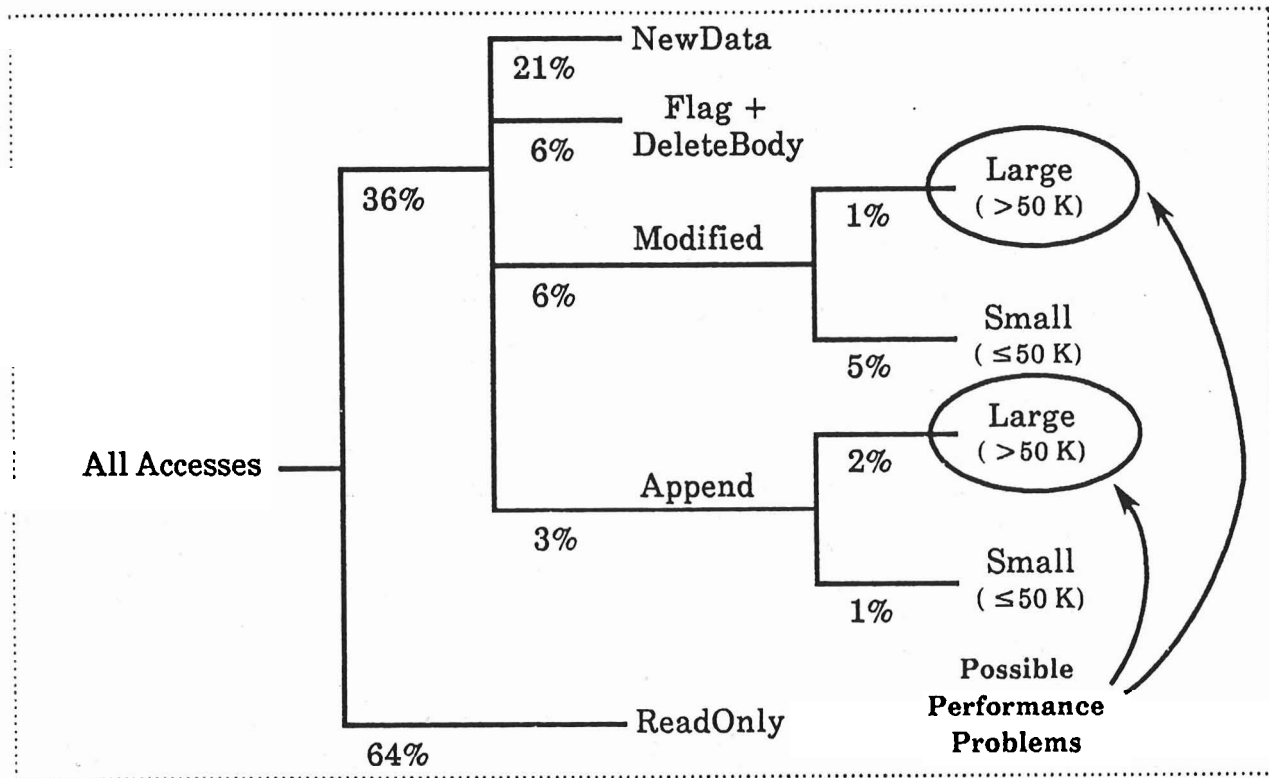 NewData
21%
Flag +
DeleteBody
6%
36%
Large
( >50 K)
1%
Modified
6%
Small
( ≤50 K)
5%
Large
( >50 K)
2%
All Accesses
Append
3%
Small
( ≤50 K)
1%
Possible
Performance
Problems
ReadOnly
64%